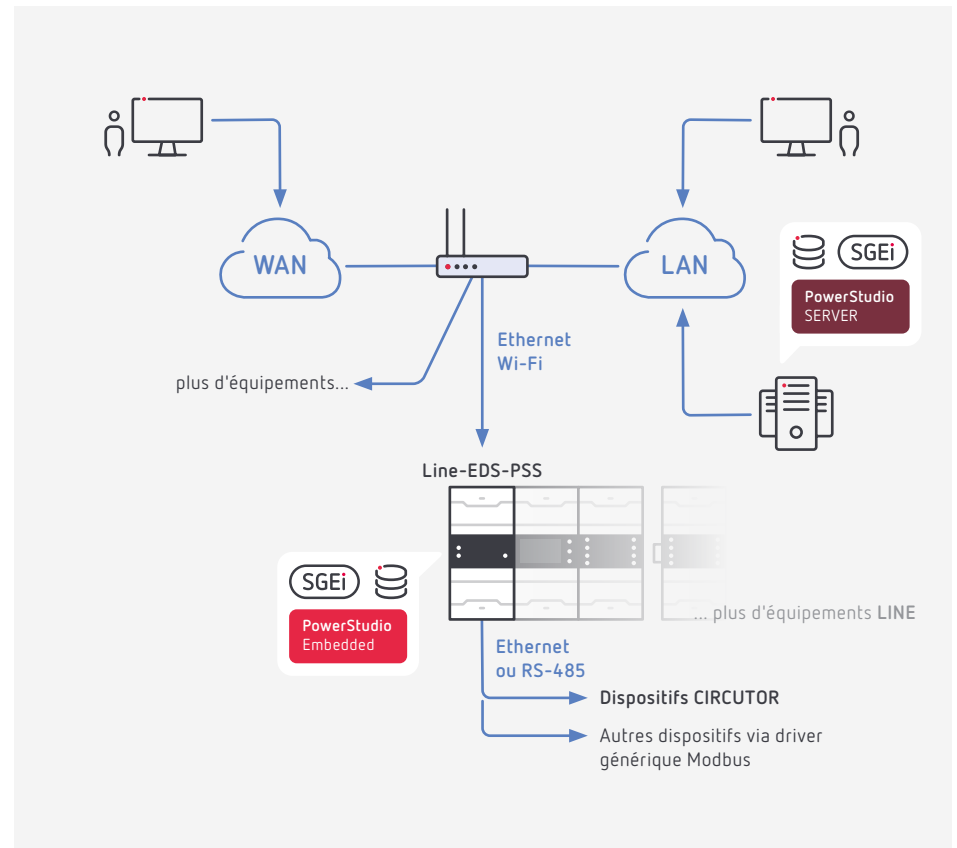 WAN
LAN
SGEi
PowerStudio
SERVER
Ethernet
Wi-Fi
plus d'équipements...
Line-EDS-PSS
SGEi
PowerStudio
Embedded
... plus d'équipements LINE
Ethernet
ou RS-485
Dispositifs CIRCUTOR
Autres dispositifs via driver
générique Modbus